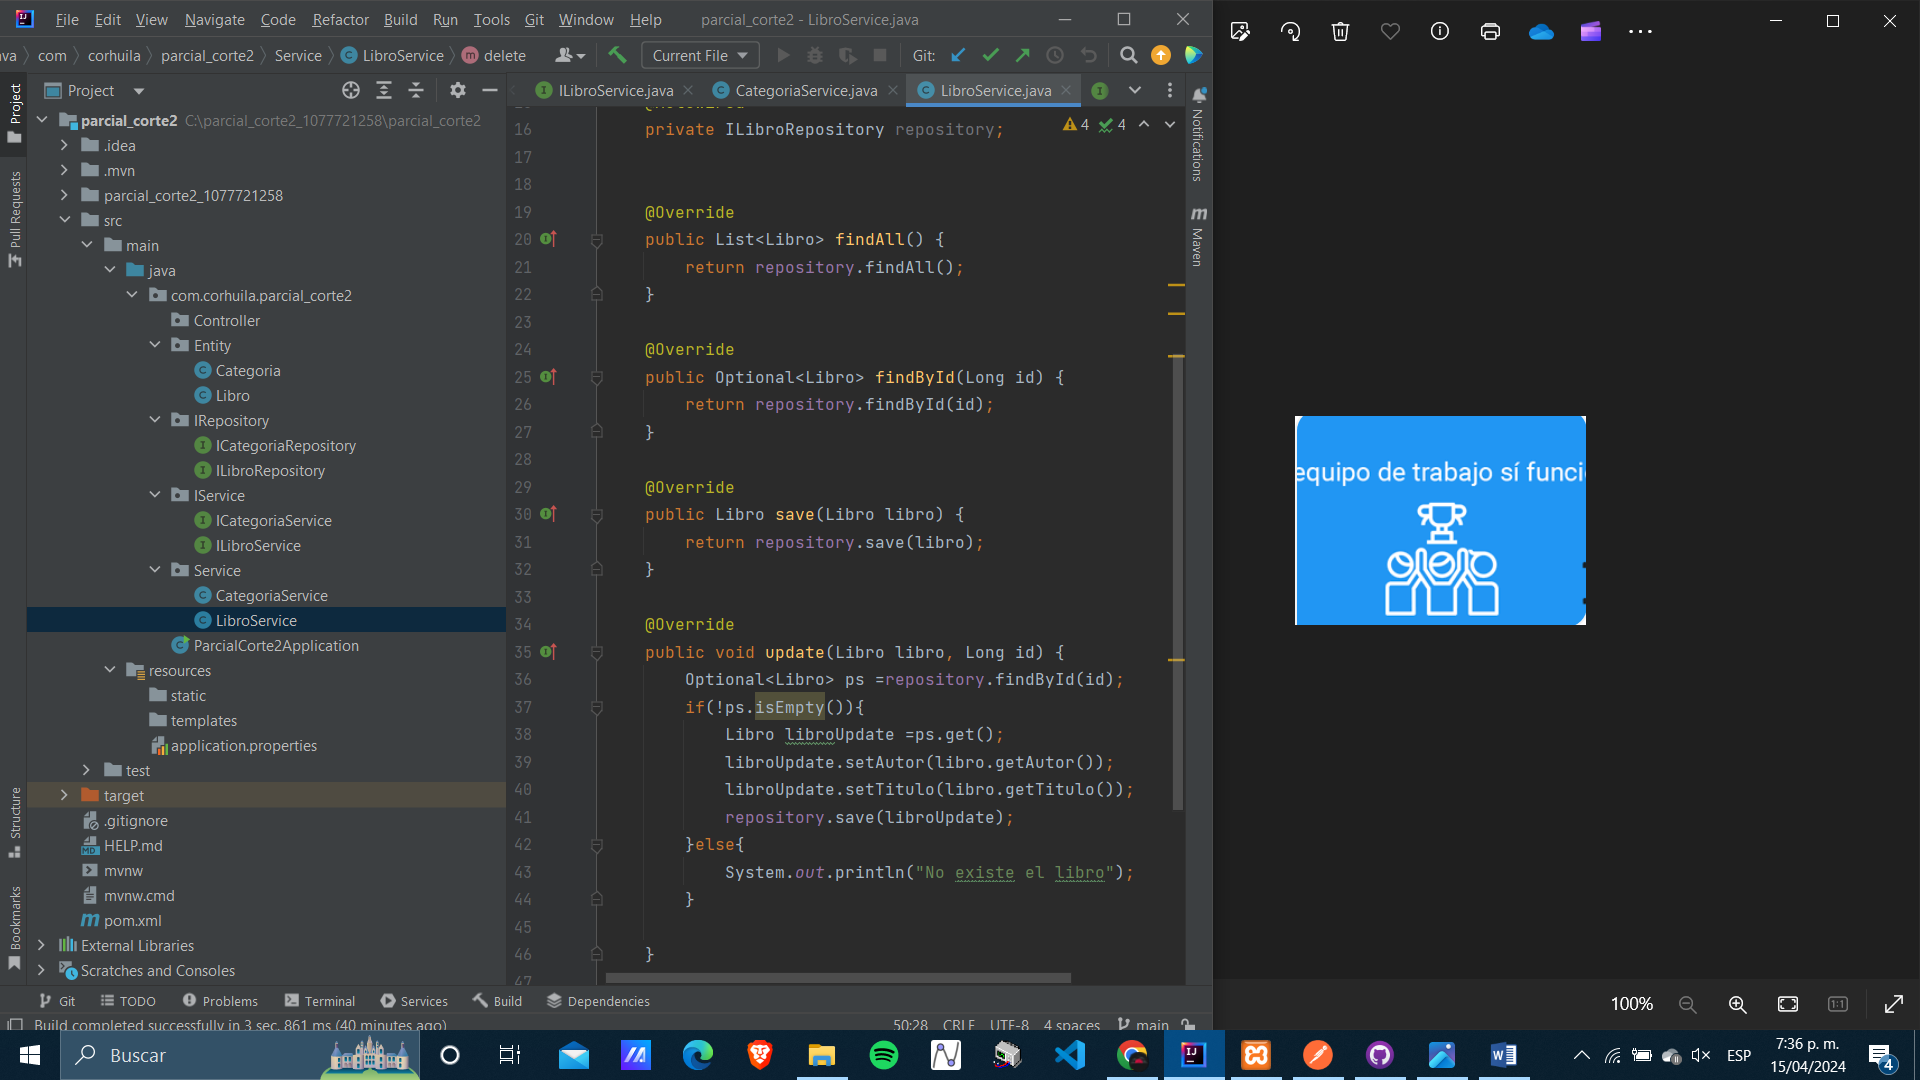 File Edit View Navigate Code Refactor Build Run Tools Git Window Help parcial_corte2 - LibroService.java
va com corhuila parcial_corte2 Service LibroService delete Current File Git:
Project
ILibroService.java CategoriaService.java LibroService.java
parcial_corte2 C:\parcial_corte2_1077721258\parcial_corte2
.idea
.mvn
parcial_corte2_1077721258
src
main
java
com.corhuila.parcial_corte2
Controller
Entity
Categoria
Libro
IRepository
ICategoriaRepository
ILibroRepository
IService
ICategoriaService
ILibroService
Service
CategoriaService
LibroService
ParcialCorte2Application
resources
static
templates
application.properties
test
target
.gitignore
HELP.md
mvnw
mvnw.cmd
pom.xml
External Libraries
Scratches and Consoles
Project
Pull Requests
Structure
Bookmarks
4 4
16 private ILibroRepository repository;
17
18
19 @Override
20 public List<Libro> findAll() {
21 return repository.findAll();
22 }
23
24 @Override
25 public Optional<Libro> findById(Long id) {
26 return repository.findById(id);
27 }
28
29 @Override
30 public Libro save(Libro libro) {
31 return repository.save(libro);
32 }
33
34 @Override
35 public void update(Libro libro, Long id) {
36 Optional<Libro> ps =repository.findById(id);
37 if(!ps.isEmpty()){
38 Libro libroUpdate =ps.get();
39 libroUpdate.setAutor(libro.getAutor());
40 libroUpdate.setTitulo(libro.getTitulo());
41 repository.save(libroUpdate);
42 }else{
43 System.out.println("No existe el libro");
44 }
45
46 }
47
Notifications
Maven
equipo de trabajo sí funci
100%
1:1
Git TODO Problems Terminal Services Build Dependencies
Build completed successfully in 3 sec, 861 ms (40 minutes ago) 50:28 CRLF UTF-8 4 spaces main
Buscar
ESP
7:36 p. m.
15/04/2024
4